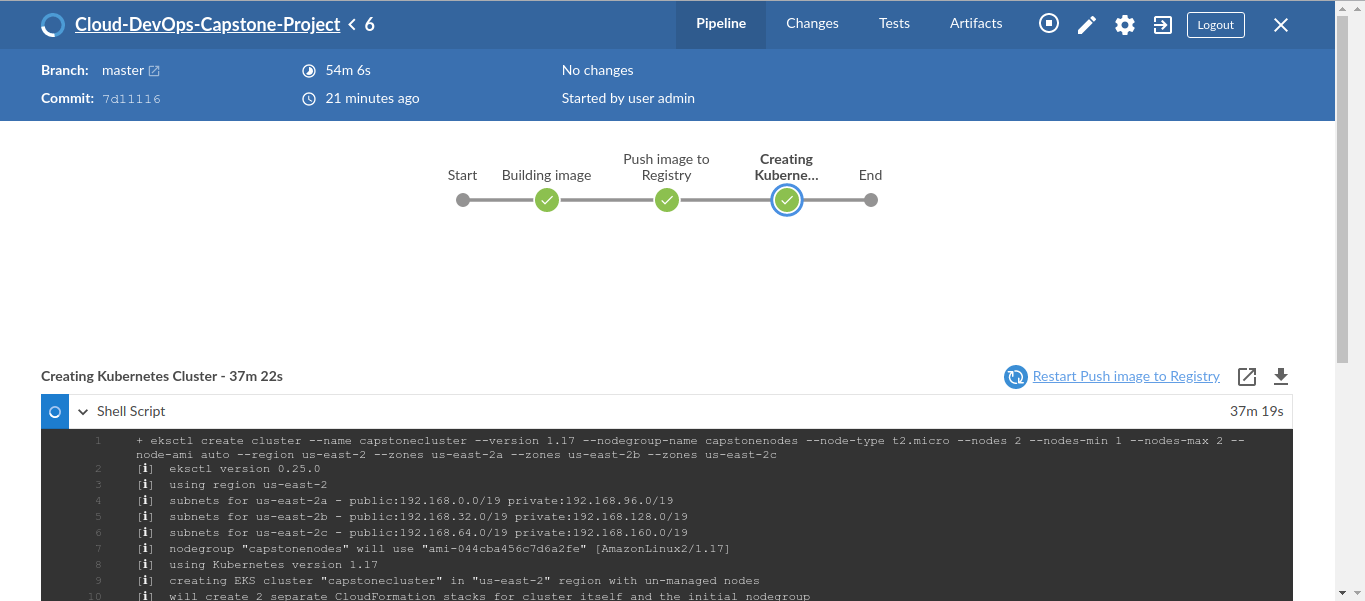 Cloud-DevOps-Capstone-Project < 6
Pipeline Changes Tests Artifacts Logout
Branch: master 54m 6s No changes
Commit: 7d11116 21 minutes ago Started by user admin
Start Building image Push image to Registry Creating Kuberne... End
Creating Kubernetes Cluster - 37m 22s Restart Push image to Registry
Shell Script 37m 19s
1 + eksctl create cluster --name capstonecluster --version 1.17 --nodegroup-name capstonenodes --node-type t2.micro --nodes 2 --nodes-min 1 --nodes-max 2 --
node-ami auto --region us-east-2 --zones us-east-2a --zones us-east-2b --zones us-east-2c
2 [ℹ] eksctl version 0.25.0
3 [ℹ] using region us-east-2
4 [ℹ] subnets for us-east-2a - public:192.168.0.0/19 private:192.168.96.0/19
5 [ℹ] subnets for us-east-2b - public:192.168.32.0/19 private:192.168.128.0/19
6 [ℹ] subnets for us-east-2c - public:192.168.64.0/19 private:192.168.160.0/19
7 [ℹ] nodegroup "capstonenodes" will use "ami-044cba456c7d6a2fe" [AmazonLinux2/1.17]
8 [ℹ] using Kubernetes version 1.17
9 [ℹ] creating EKS cluster "capstonecluster" in "us-east-2" region with un-managed nodes
10 [ℹ] will create 2 separate CloudFormation stacks for cluster itself and the initial nodegroup